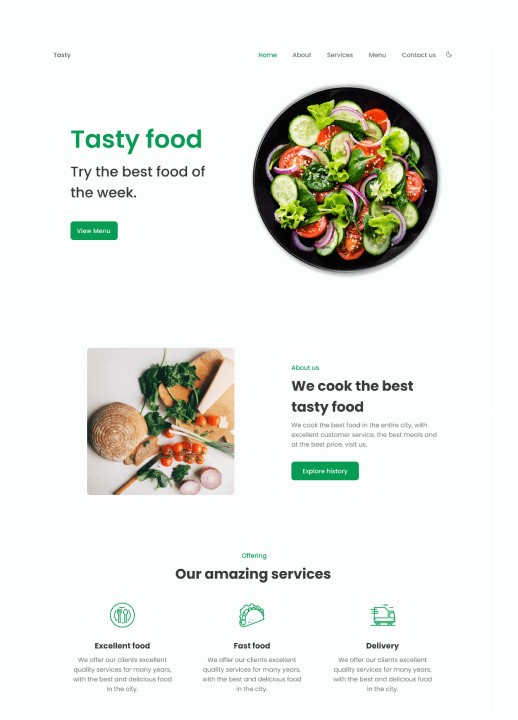 Tasty
Home About Services Menu Contact us
Tasty food
Try the best food of
the week.
View Menu
About us
We cook the best
tasty food
We cook the best food in the entire city, with
excellent customer service, the best meals and
at the best price, visit us.
Explore history
Offering
Our amazing services
Excellent food
We offer our clients excellent
quality services for many years,
with the best and delicious food
in the city.
Fast food
We offer our clients excellent
quality services for many years,
with the best and delicious food
in the city.
Delivery
We offer our clients excellent
quality services for many years,
with the best and delicious food
in the city.